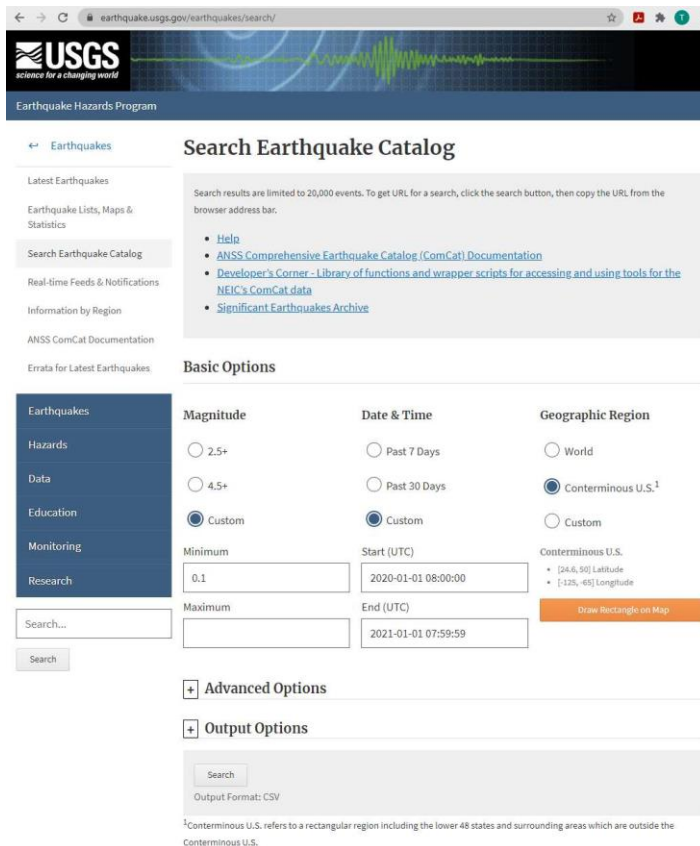 earthquake.usgs.gov/earthquakes/search/
T
USGS
science for a changing world
Earthquake Hazards Program
↩ Earthquakes
Latest Earthquakes
Earthquake Lists, Maps &
Statistics
Search Earthquake Catalog
Real-time Feeds & Notifications
Information by Region
ANSS ComCat Documentation
Errata for Latest Earthquakes
Earthquakes
Hazards
Data
Education
Monitoring
Research
Search...
Search
Search Earthquake Catalog
Search results are limited to 20,000 events. To get URL for a search, click the search button, then copy the URL from the
browser address bar.
• Help
• ANSS Comprehensive Earthquake Catalog (ComCat) Documentation
• Developer's Corner - Library of functions and wrapper scripts for accessing and using tools for the
NEIC's ComCat data
• Significant Earthquakes Archive
Basic Options
Magnitude
2.5+
4.5+
Custom
Minimum
0.1
Maximum
Date & Time
Past 7 Days
Past 30 Days
Custom
Start (UTC)
2020-01-01 08:00:00
End (UTC)
2021-01-01 07:59:59
Geographic Region
World
Conterminous U.S.¹
Custom
Conterminous U.S.
• [24.6, 50] Latitude
• [-125, -65] Longitude
Draw Rectangle on Map
+ Advanced Options
+ Output Options
Search
Output Format: CSV
¹Conterminous U.S. refers to a rectangular region including the lower 48 states and surrounding areas which are outside the
Conterminous U.S.